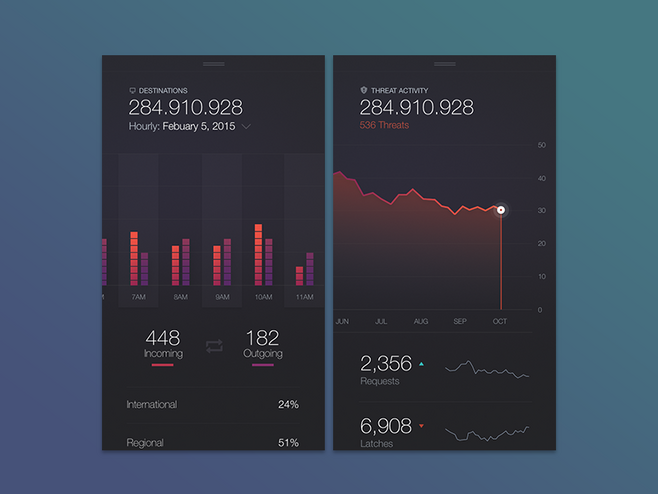 DESTINATIONS
284.910.928
Hourly: Febuary 5, 2015
7AM 8AM 9AM 10AM 11AM
448 182
Incoming Outgoing
International 24%
Regional 51%
THREAT ACTIVITY
284.910.928
536 Threats
50
40
30
20
10
0
JUN JUL AUG SEP OCT
2,356
Requests
6,908
Latches